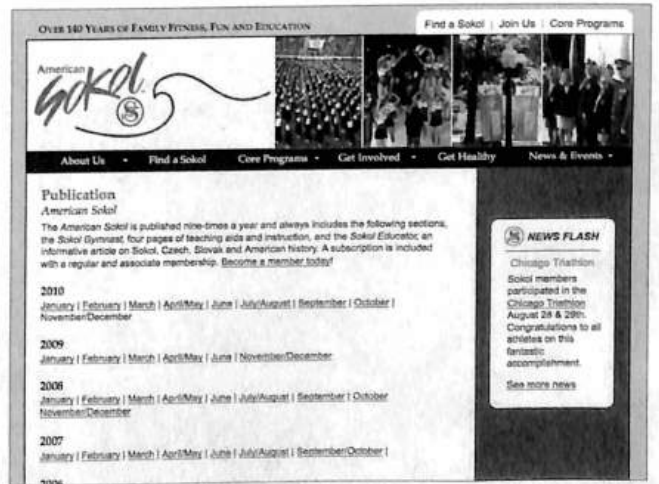 OVER 140 YEARS OF FAMILY FITNESS, FUN AND EDUCATION
Find a Sokol | Join Us | Core Programs
American
Sokol
S
About Us
Find a Sokol
Core Programs
Get Involved
Get Healthy
News & Events
Publication
American Sokol
The American Sokol is published nine-times a year and always includes the following sections,
the Sokol Gymnast, four pages of teaching aids and instruction, and the Sokol Educator, an
informative article on Sokol, Czech, Slovak and American history. A subscription is included
with a regular and associate membership. Become a member today!
2010
January | February | March | April/May | June | July/August | September | October |
November/December
2009
January | February | March | April/May | June | November/December
2008
January | February | March | April/May | June | July/August | September | October
November/December
2007
January | February | March | April/May | June | July/August | September/October |
2006
S NEWS FLASH
Chicago Triathlon
Sokol members
participated in the
Chicago Triathlon
August 28 & 29th.
Congratulations to all
athletes on this
fantastic
accomplishment.
See more news